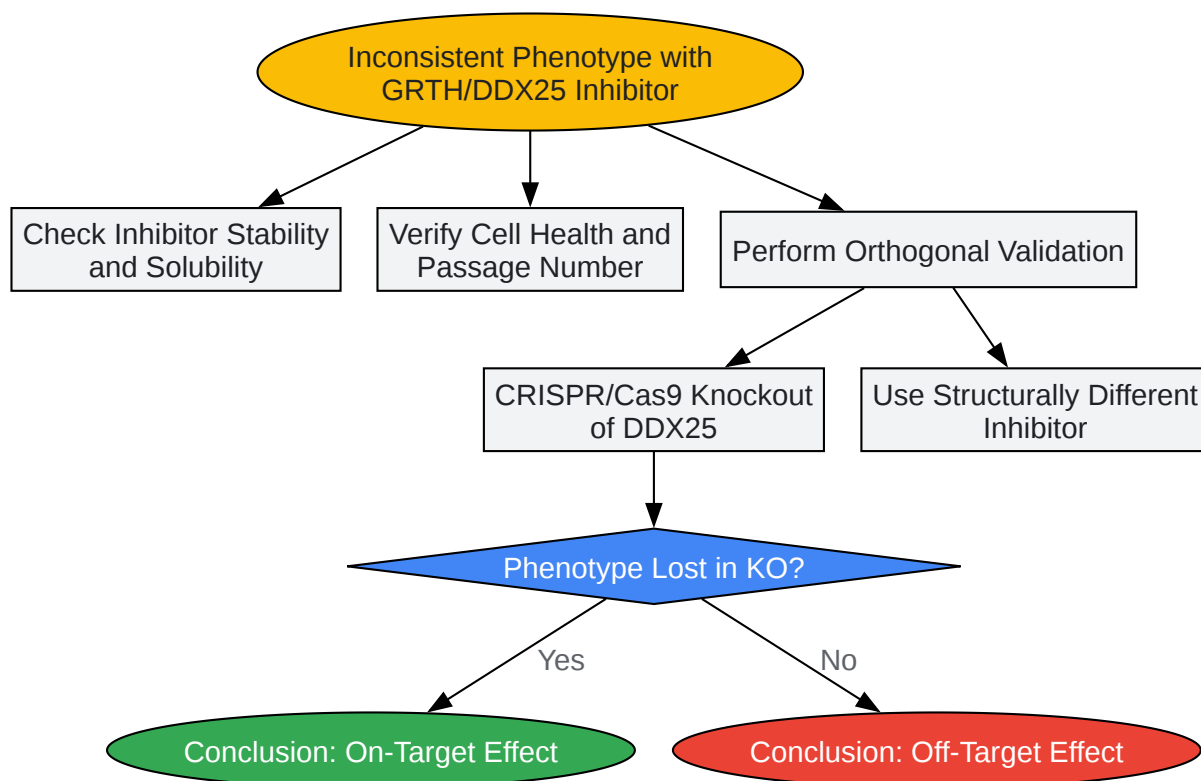 Inconsistent Phenotype with
GRTH/DDX25 Inhibitor
Check Inhibitor Stability
and Solubility
Verify Cell Health and
Passage Number
Perform Orthogonal Validation
CRISPR/Cas9 Knockout
of DDX25
Use Structurally Different
Inhibitor
Phenotype Lost in KO?
Yes
No
Conclusion: On-Target Effect
Conclusion: Off-Target Effect